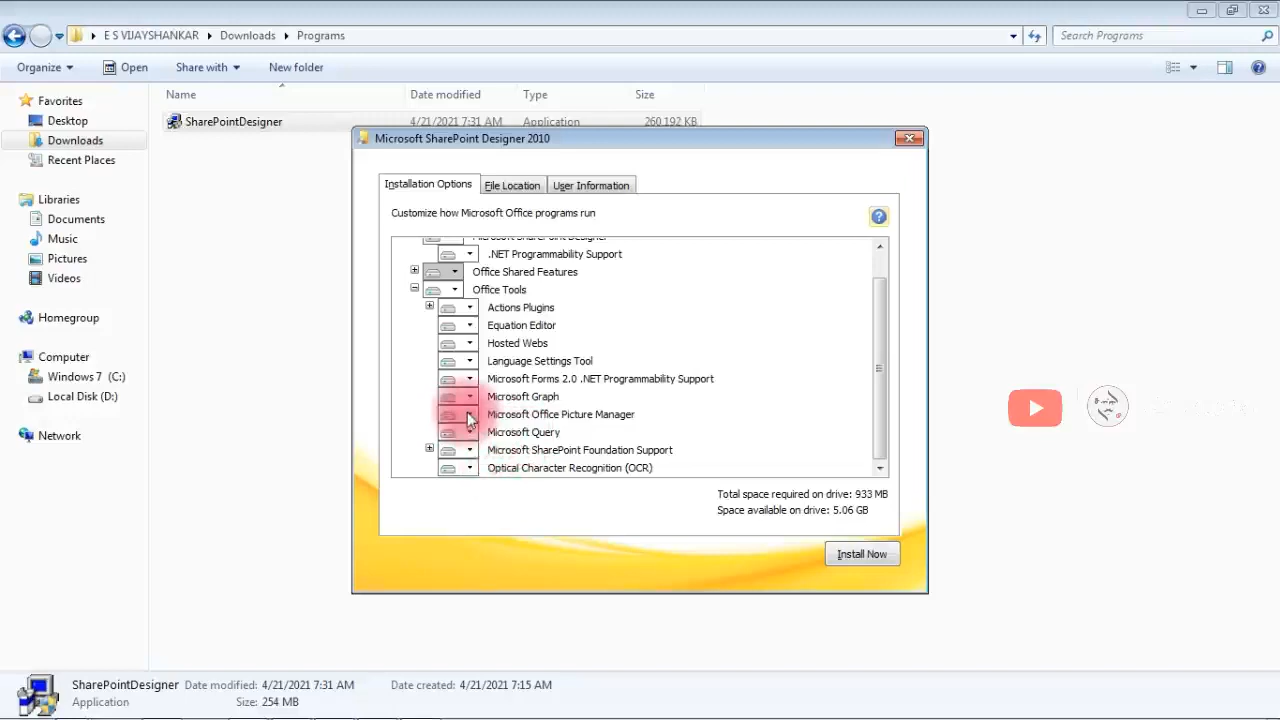 E S VIJAYSHANKAR Downloads Programs
Search Programs
Organize Open Share with New folder
Name Date modified Type Size
Favorites
Desktop
Downloads
Recent Places
Libraries
Documents
Music
Pictures
Videos
Homegroup
Computer
Windows 7 (C:)
Local Disk (D:)
Network
SharePointDesigner 4/21/2021 7:31 AM Application 260,192 KB
Microsoft SharePoint Designer 2010
Installation Options File Location User Information
Customize how Microsoft Office programs run
Microsoft SharePoint Designer
.NET Programmability Support
Office Shared Features
Office Tools
Actions Plugins
Equation Editor
Hosted Webs
Language Settings Tool
Microsoft Forms 2.0 .NET Programmability Support
Microsoft Graph
Microsoft Office Picture Manager
Microsoft Query
Microsoft SharePoint Foundation Support
Optical Character Recognition (OCR)
Total space required on drive: 933 MB
Space available on drive: 5.06 GB
Install Now
SharePointDesigner Date modified: 4/21/2021 7:31 AM Date created: 4/21/2021 7:15 AM
Application Size: 254 MB